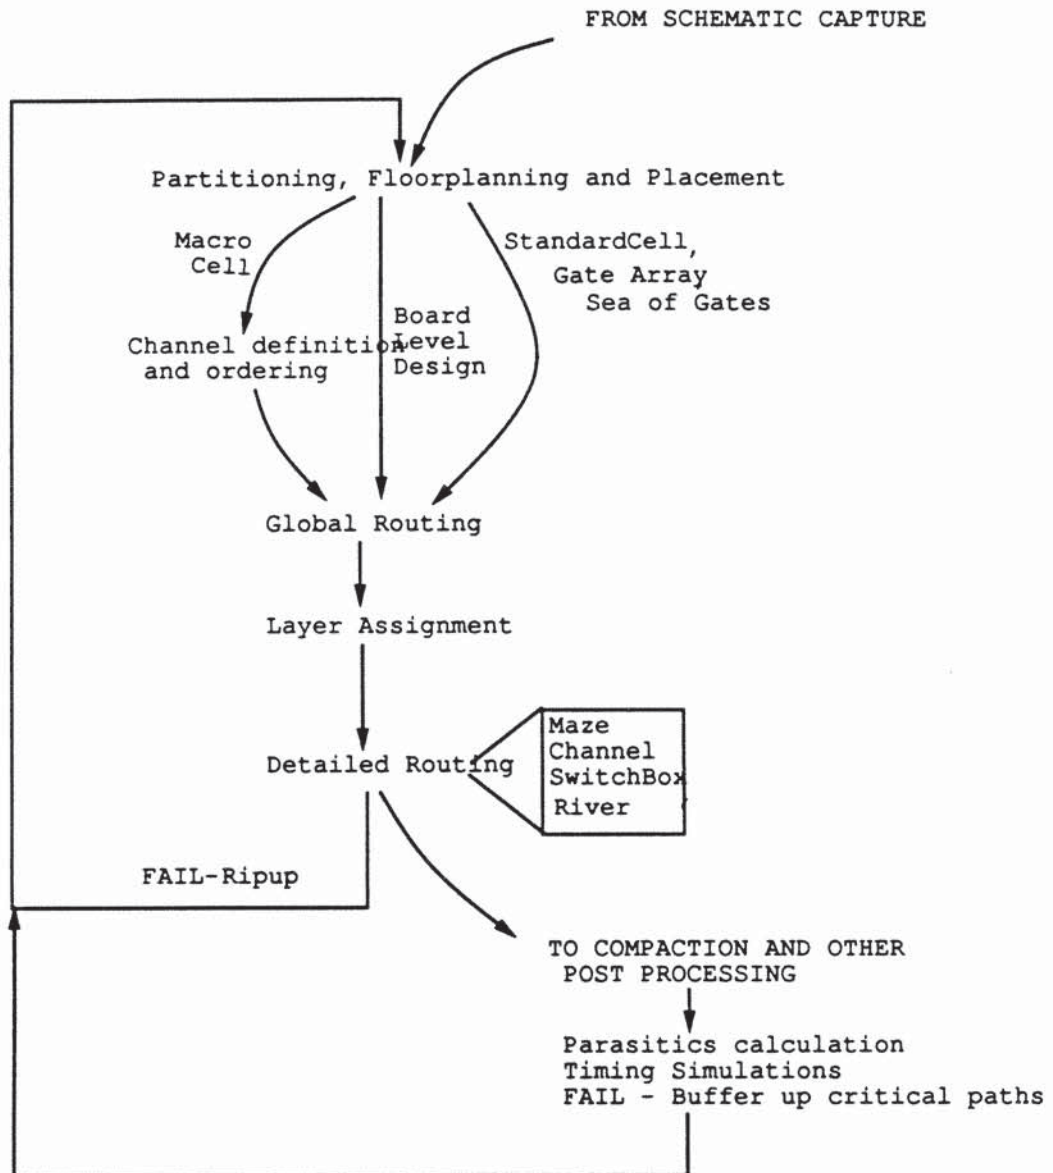 FROM SCHEMATIC CAPTURE
Partitioning, Floorplanning and Placement
Macro
Cell
StandardCell,
Gate Array
Sea of Gates
Board
Level
Design
Channel definition
and ordering
Global Routing
Layer Assignment
Detailed Routing
Maze
Channel
SwitchBox
River
FAIL-Ripup
TO COMPACTION AND OTHER
POST PROCESSING
Parasitics calculation
Timing Simulations
FAIL - Buffer up critical paths